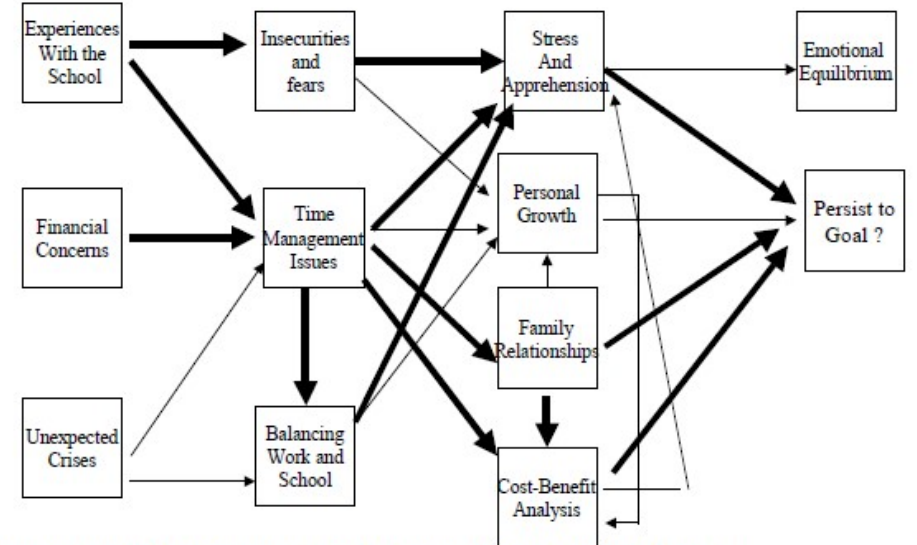 Experiences
With the
School
Insecurities
and
fears
Stress
And
Apprehension
Emotional
Equilibrium
Financial
Concerns
Time
Management
Issues
Personal
Growth
Persist to
Goal ?
Family
Relationships
Unexpected
Crises
Balancing
Work and
School
Cost-Benefit
Analysis